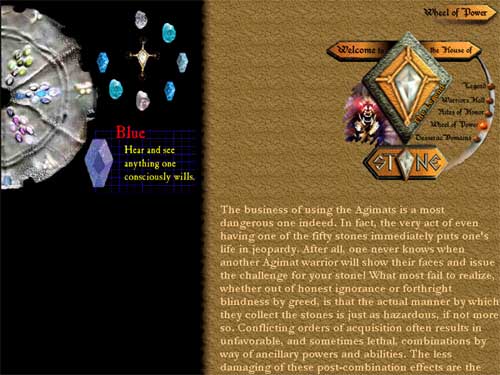 Wheel of Power
Welcome to the House of
Legend
Warriors Hall
Rites of Honor
Wheel of Power
Demesne Domains
STONE
Blue
Hear and see
anything one
consciously wills.
The business of using the Agimats is a most
dangerous one indeed. In fact, the very act of even
having one of the fifty stones immediately puts one's
life in jeopardy. After all, one never knows when
another Agimat warrior will show their faces and issue
the challenge for your stone! What most fail to realize,
whether out of honest ignorance or forthright
blindness by greed, is that the actual manner by which
they collect the stones is just as hazardous, if not more
so. Conflicting orders of acquisition often results in
unfavorable, and sometimes lethal, combinations by
way of ancillary powers and abilities. The less
damaging of these post-combination effects are the